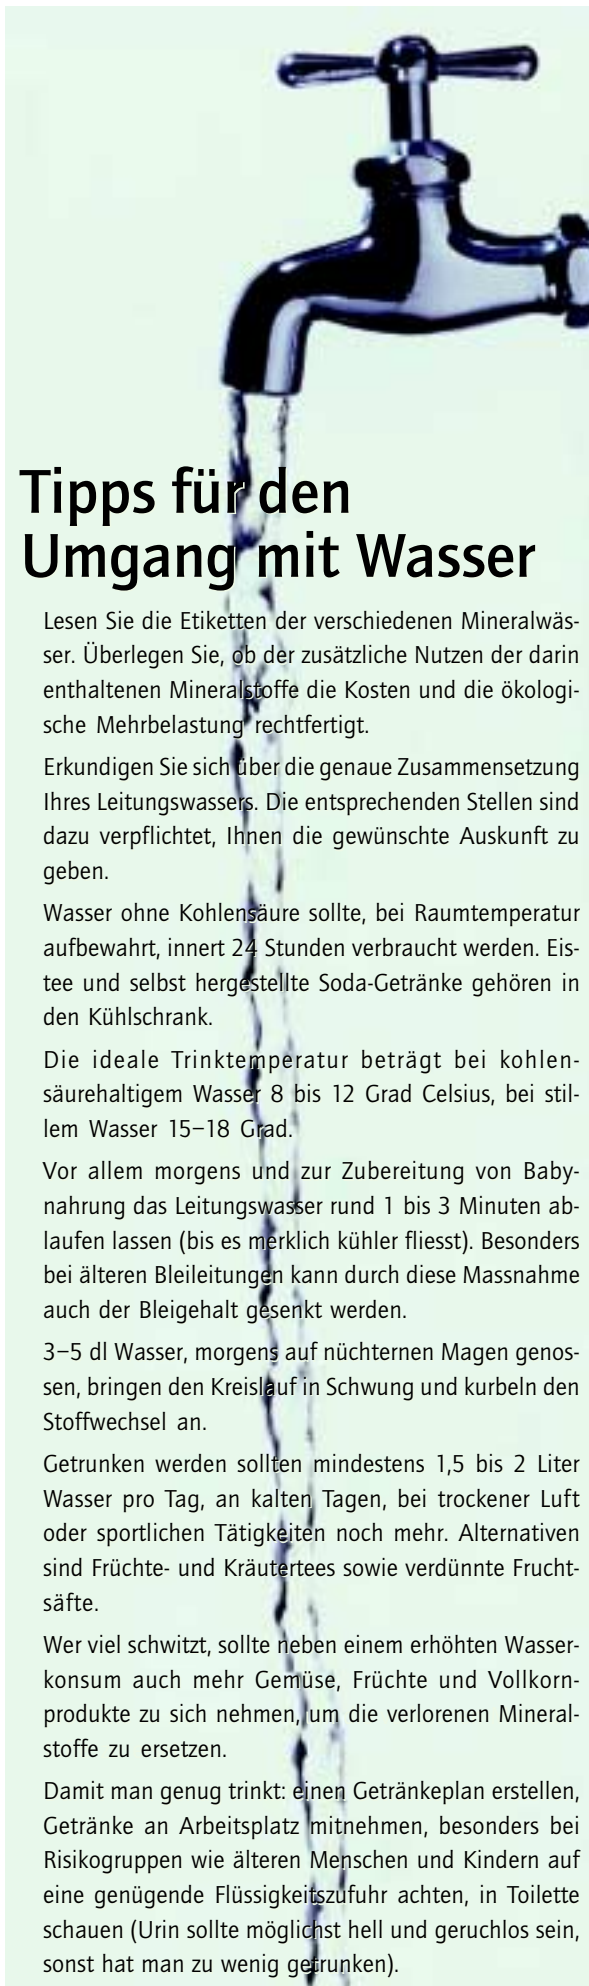 Tipps für den
Umgang mit Wasser
Lesen Sie die Etiketten der verschiedenen Mineralwäs-
ser. Überlegen Sie, ob der zusätzliche Nutzen der darin
enthaltenen Mineralstoffe die Kosten und die ökologi-
sche Mehrbelastung rechtfertigt.
Erkundigen Sie sich über die genaue Zusammensetzung
Ihres Leitungswassers. Die entsprechenden Stellen sind
dazu verpflichtet, Ihnen die gewünschte Auskunft zu
geben.
Wasser ohne Kohlensäure sollte, bei Raumtemperatur
aufbewahrt, innert 24 Stunden verbraucht werden. Eis-
tee und selbst hergestellte Soda-Getränke gehören in
den Kühlschrank.
Die ideale Trinktemperatur beträgt bei kohlen-
säurehaltigem Wasser 8 bis 12 Grad Celsius, bei stil-
lem Wasser 15–18 Grad.
Vor allem morgens und zur Zubereitung von Baby-
nahrung das Leitungswasser rund 1 bis 3 Minuten ab-
laufen lassen (bis es merklich kühler fliesst). Besonders
bei älteren Bleileitungen kann durch diese Massnahme
auch der Bleigehalt gesenkt werden.
3–5 dl Wasser, morgens auf nüchternen Magen genos-
sen, bringen den Kreislauf in Schwung und kurbeln den
Stoffwechsel an.
Getrunken werden sollten mindestens 1,5 bis 2 Liter
Wasser pro Tag, an kalten Tagen, bei trockener Luft
oder sportlichen Tätigkeiten noch mehr. Alternativen
sind Früchte- und Kräutertees sowie verdünnte Frucht-
säfte.
Wer viel schwitzt, sollte neben einem erhöhten Wasser-
konsum auch mehr Gemüse, Früchte und Vollkorn-
produkte zu sich nehmen, um die verlorenen Mineral-
stoffe zu ersetzen.
Damit man genug trinkt: einen Getränkeplan erstellen,
Getränke an Arbeitsplatz mitnehmen, besonders bei
Risikogruppen wie älteren Menschen und Kindern auf
eine genügende Flüssigkeitszufuhr achten, in Toilette
schauen (Urin sollte möglichst hell und geruchlos sein,
sonst hat man zu wenig getrunken).